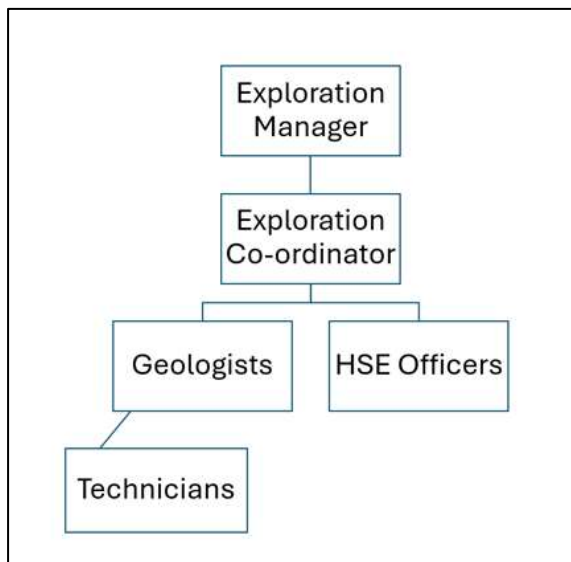 Exploration
Manager
Exploration
Co-ordinator
Geologists
HSE Officers
Technicians